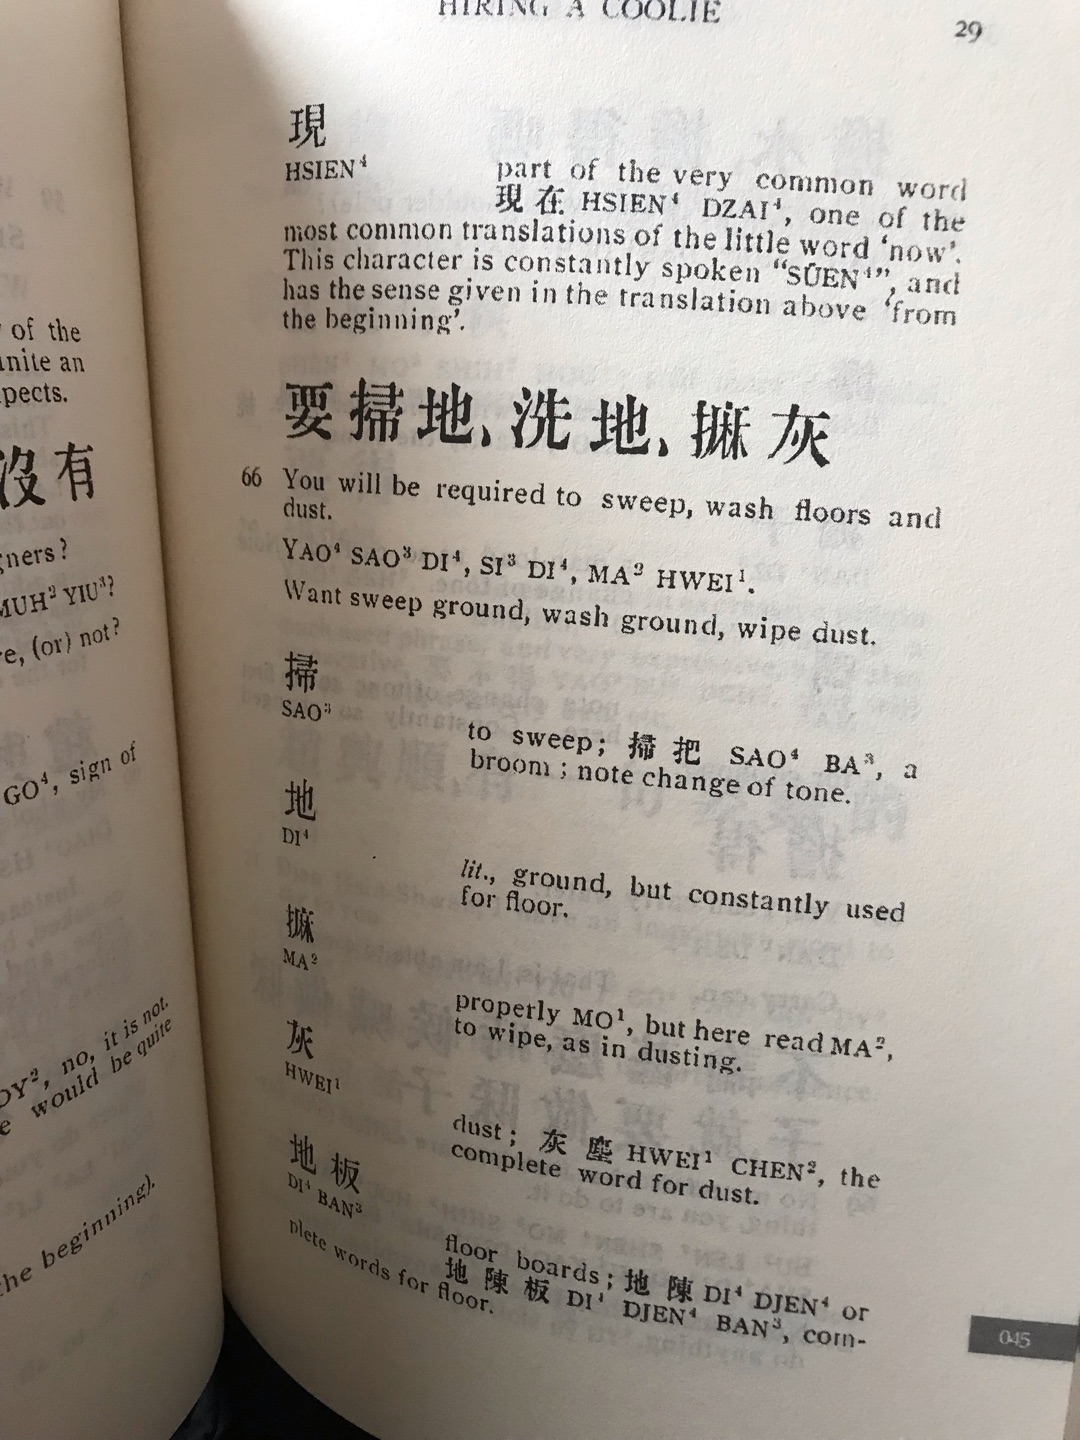 of the
unite an
pects.
沒有
gners?
MUH² YIU³?
(or) not?
GO⁴, sign of
no, it is not.
would be quite
the beginning).
HIRING A COOLIE
29
現
HSIEN⁴
part of the very common word
現在 HSIEN⁴ DZAI⁴, one of the
most common translations of the little word ‘now’.
This character is constantly spoken “SÜEN⁴”, and
has the sense given in the translation above ‘from
the beginning’.
要掃地、洗地、搌灰
66 You will be required to sweep, wash floors and
dust.
YAO⁴ SAO³ DI⁴, SI³ DI⁴, MA² HWEI¹.
Want sweep ground, wash ground, wipe dust.
掃
SAO³
to sweep; 掃把 SAO⁴ BA³, a
broom; note change of tone.
地
DI⁴
lit., ground, but constantly used
for floor.
MA²
properly MO¹, but here read MA²,
to wipe, as in dusting.
灰
HWEI¹
dust; 灰塵 HWEI¹ CHEN², the
complete word for dust.
地板
DI⁴ BAN³
floor boards; 地陳 DI⁴ DJEN⁴ or
地陳板 DI⁴ DJEN⁴ BAN³, com-
plete words for floor.
045